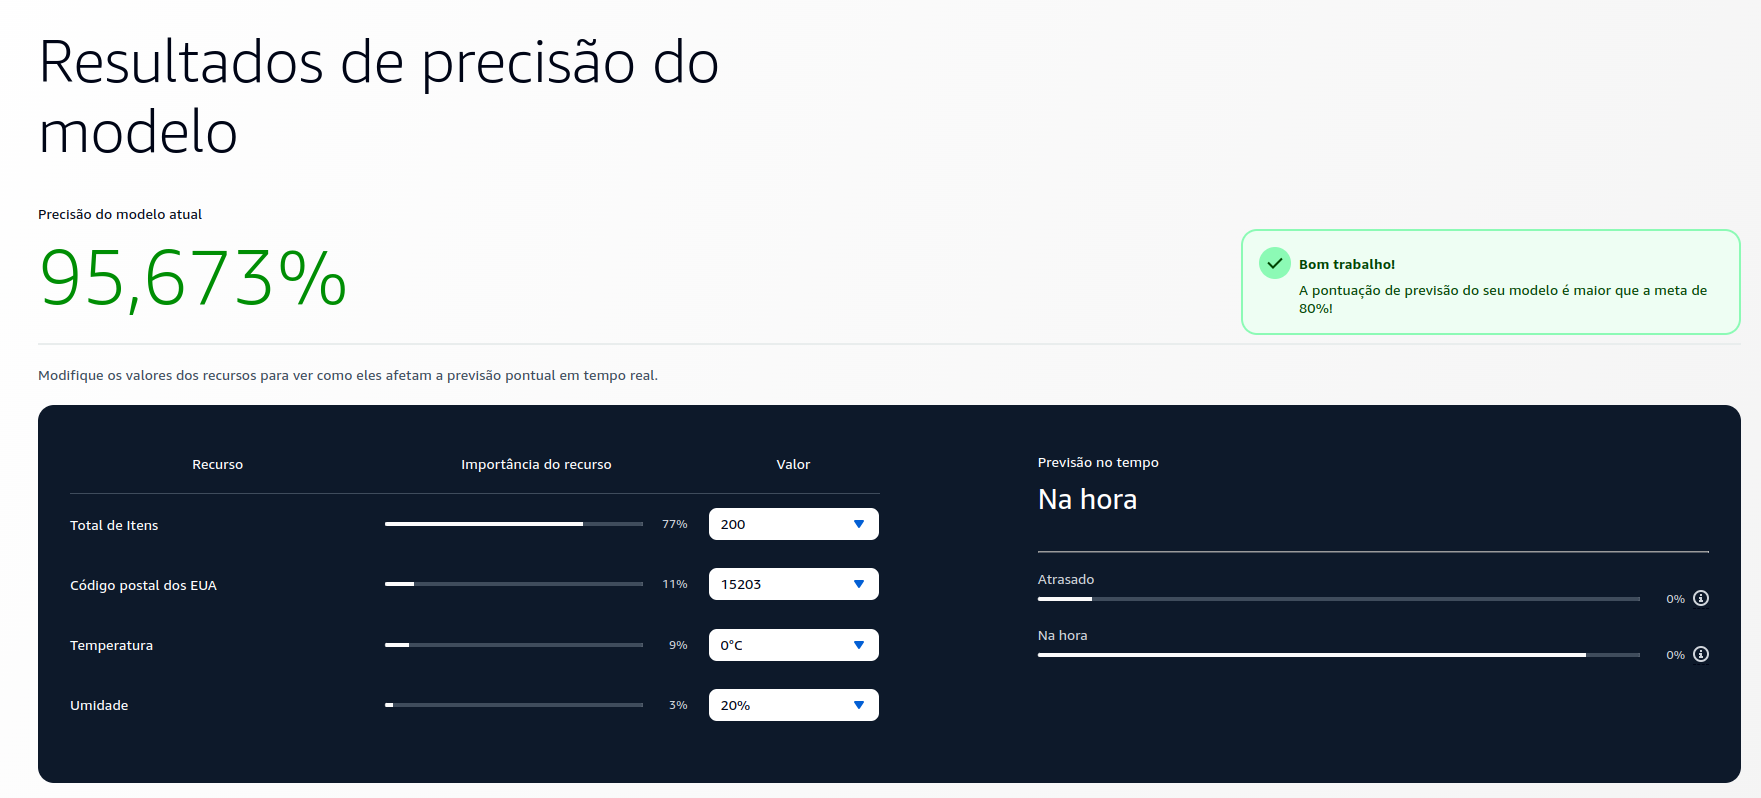 Resultados de precisão do
modelo
Precisão do modelo atual
95,673%
Bom trabalho!
A pontuação de previsão do seu modelo é maior que a meta de
80%!
Modifique os valores dos recursos para ver como eles afetam a previsão pontual em tempo real.
Recurso Importância do recurso Valor
Total de Itens 77% 200
Código postal dos EUA 11% 15203
Temperatura 9% 0°C
Umidade 3% 20%
Previsão no tempo
Na hora
Atrasado
0%
Na hora
0%